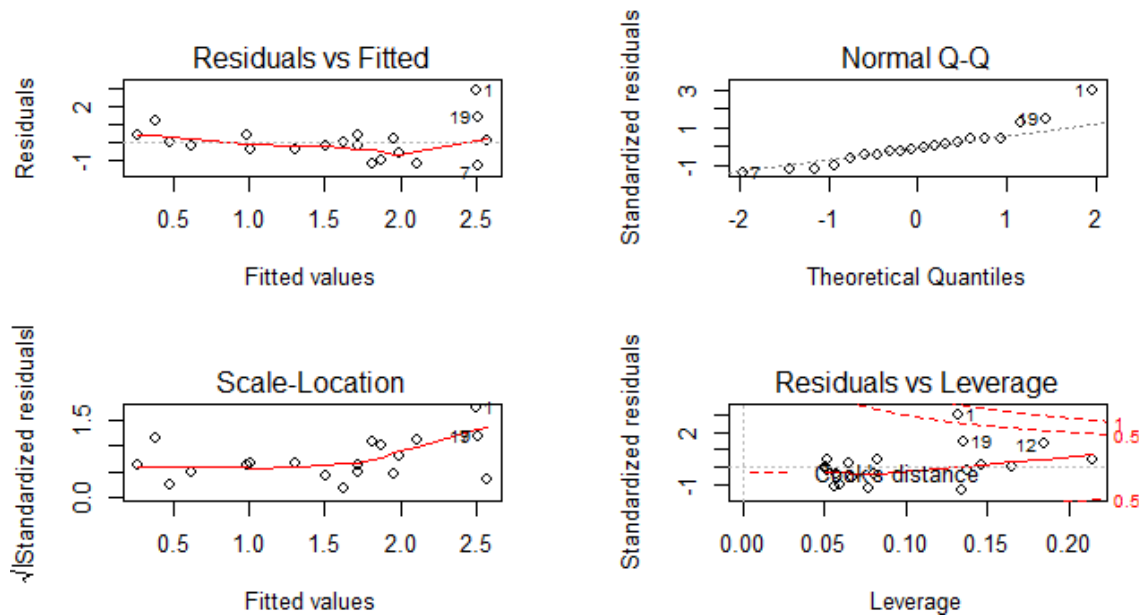 Residuals vs Fitted
Residuals
2
-1
1
19
7
0.5 1.0 1.5 2.0 2.5
Fitted values
Normal Q-Q
Standardized residuals
3
1
-1
1
19
7
-2 -1 0 1 2
Theoretical Quantiles
Scale-Location
√|Standardized residuals|
1.5
0.0
1
19
0.5 1.0 1.5 2.0 2.5
Fitted values
Residuals vs Leverage
Standardized residuals
2
-1
1
19
12
Cook's distance
1
0.5
0.5
0.00 0.05 0.10 0.15 0.20
Leverage